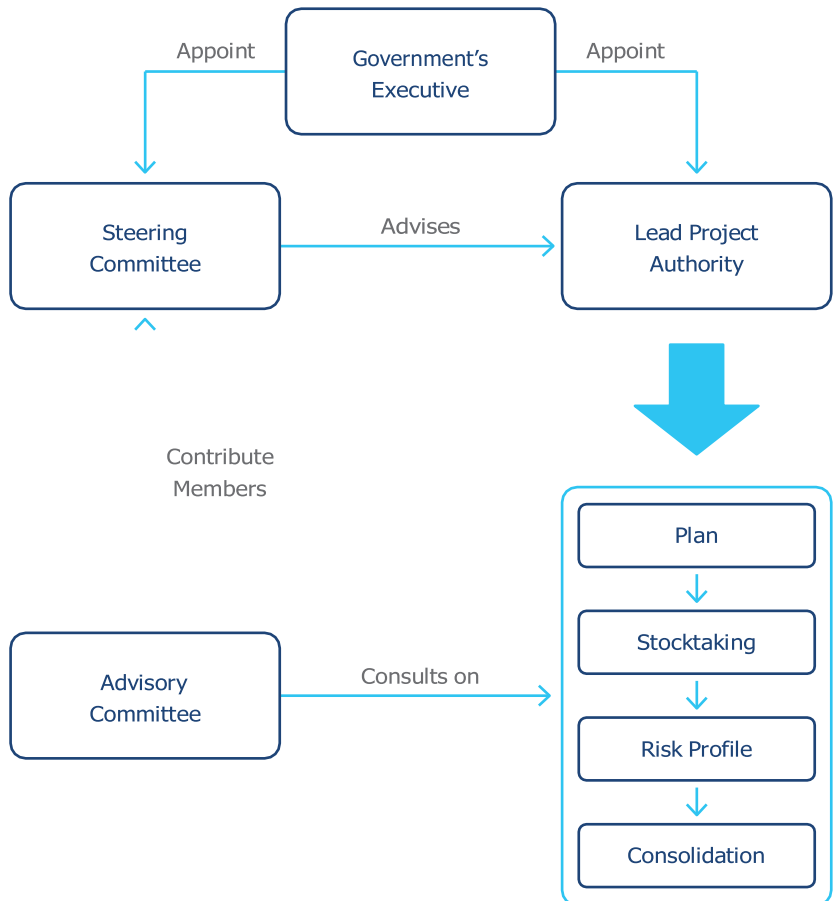 Appoint
Government’s
Executive
Appoint
Steering
Committee
Advises
Lead Project
Authority
Contribute
Members
Plan
Stocktaking
Advisory
Committee
Consults on
Risk Profile
Consolidation